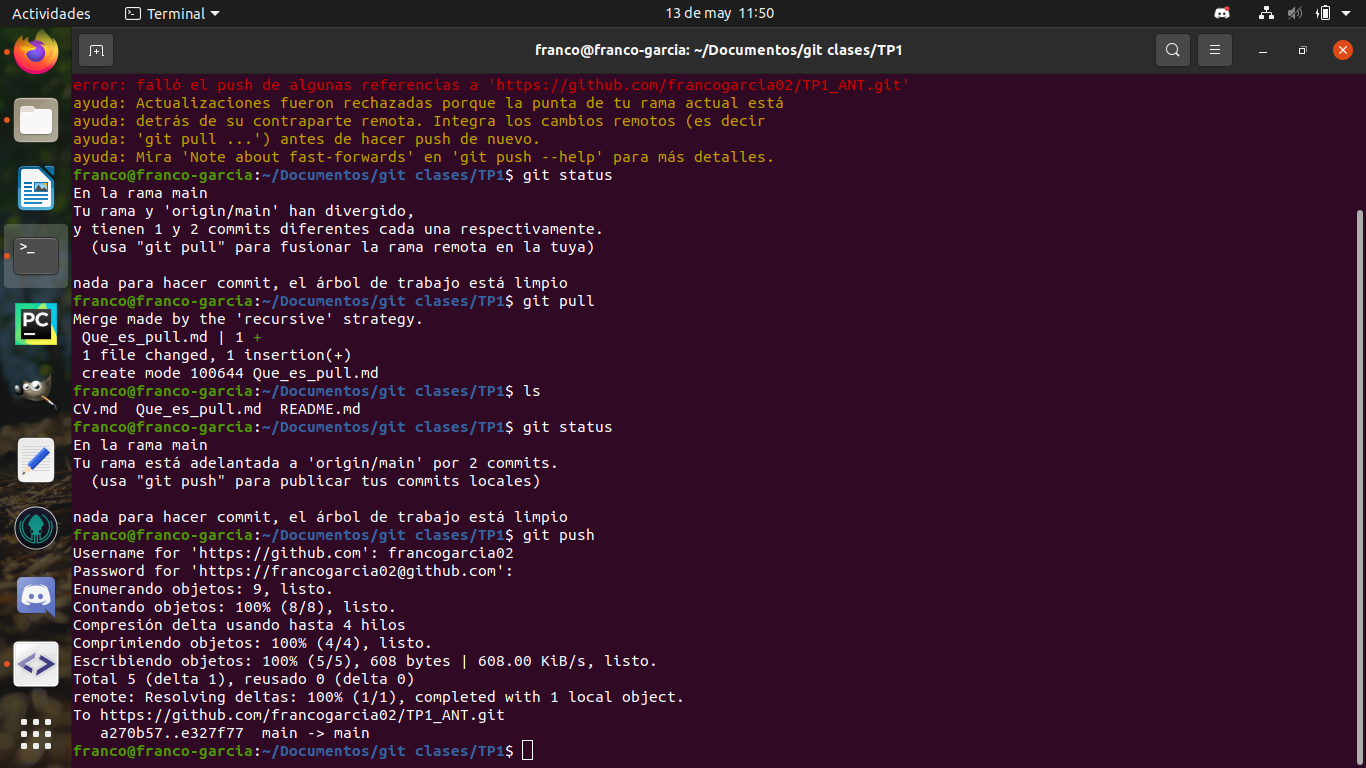 Actividades
Terminal
13 de may 11:50
franco@franco-garcia: ~/Documentos/git clases/TP1
error: falló el push de algunas referencias a 'https://github.com/francogarcia02/TP1_ANT.git'
ayuda: Actualizaciones fueron rechazadas porque la punta de tu rama actual está
ayuda: detrás de su contraparte remota. Integra los cambios remotos (es decir
ayuda: 'git pull ...') antes de hacer push de nuevo.
ayuda: Mira 'Note about fast-forwards' en 'git push --help' para más detalles.
franco@franco-garcia:~/Documentos/git clases/TP1$ git status
En la rama main
Tu rama y 'origin/main' han divergido,
y tienen 1 y 2 commits diferentes cada una respectivamente.
  (usa "git pull" para fusionar la rama remota en la tuya)
nada para hacer commit, el árbol de trabajo está limpio
franco@franco-garcia:~/Documentos/git clases/TP1$ git pull
Merge made by the 'recursive' strategy.
 Que_es_pull.md | 1 +
 1 file changed, 1 insertion(+)
 create mode 100644 Que_es_pull.md
franco@franco-garcia:~/Documentos/git clases/TP1$ ls
CV.md  Que_es_pull.md  README.md
franco@franco-garcia:~/Documentos/git clases/TP1$ git status
En la rama main
Tu rama está adelantada a 'origin/main' por 2 commits.
  (usa "git push" para publicar tus commits locales)
nada para hacer commit, el árbol de trabajo está limpio
franco@franco-garcia:~/Documentos/git clases/TP1$ git push
Username for 'https://github.com': francogarcia02
Password for 'https://francogarcia02@github.com':
Enumerando objetos: 9, listo.
Contando objetos: 100% (8/8), listo.
Compresión delta usando hasta 4 hilos
Comprimiendo objetos: 100% (4/4), listo.
Escribiendo objetos: 100% (5/5), 608 bytes | 608.00 KiB/s, listo.
Total 5 (delta 1), reusado 0 (delta 0)
remote: Resolving deltas: 100% (1/1), completed with 1 local object.
To https://github.com/francogarcia02/TP1_ANT.git
   a270b57..e327f77  main -> main
franco@franco-garcia:~/Documentos/git clases/TP1$
>_
PC